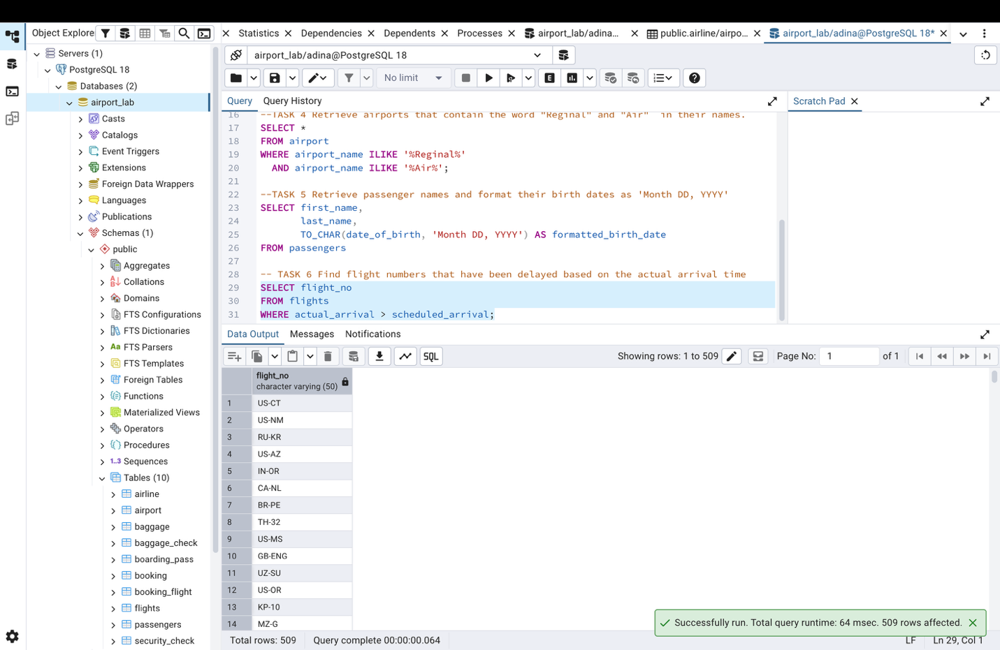 Object Explore
Statistics
Dependencies
Dependents
Processes
airport_lab/adina...
public.airline/airpo...
airport_lab/adina@PostgreSQL 18*
Servers (1)
PostgreSQL 18
Databases (2)
airport_lab
Casts
Catalogs
Event Triggers
Extensions
Foreign Data Wrappers
Languages
Publications
Schemas (1)
public
Aggregates
Collations
Domains
FTS Configurations
FTS Dictionaries
Aa FTS Parsers
FTS Templates
Foreign Tables
Functions
Materialized Views
Operators
Procedures
1..3 Sequences
Tables (10)
airline
airport
baggage
baggage_check
boarding_pass
booking
booking_flight
flights
passengers
security_check
airport_lab/adina@PostgreSQL 18
No limit
E
Query
Query History
Scratch Pad
16 --TASK 4 Retrieve airports that contain the word "Reginal" and "Air"  in their names.
17 SELECT *
18 FROM airport
19 WHERE airport_name ILIKE '%Reginal%'
20   AND airport_name ILIKE '%Air%';
21
22 --TASK 5 Retrieve passenger names and format their birth dates as 'Month DD, YYYY'
23 SELECT first_name,
24        last_name,
25        TO_CHAR(date_of_birth, 'Month DD, YYYY') AS formatted_birth_date
26 FROM passengers
27
28 -- TASK 6 Find flight numbers that have been delayed based on the actual arrival time
29 SELECT flight_no
30 FROM flights
31 WHERE actual_arrival > scheduled_arrival;
Data Output
Messages
Notifications
SQL
Showing rows: 1 to 509
Page No: 1 of 1
flight_no
character varying (50)
1 US-CT
2 US-NM
3 RU-KR
4 US-AZ
5 IN-OR
6 CA-NL
7 BR-PE
8 TH-32
9 US-MS
10 GB-ENG
11 UZ-SU
12 US-OR
13 KP-10
14 MZ-G
Successfully run. Total query runtime: 64 msec. 509 rows affected.
Total rows: 509
Query complete 00:00:00.064
LF
Ln 29, Col 1